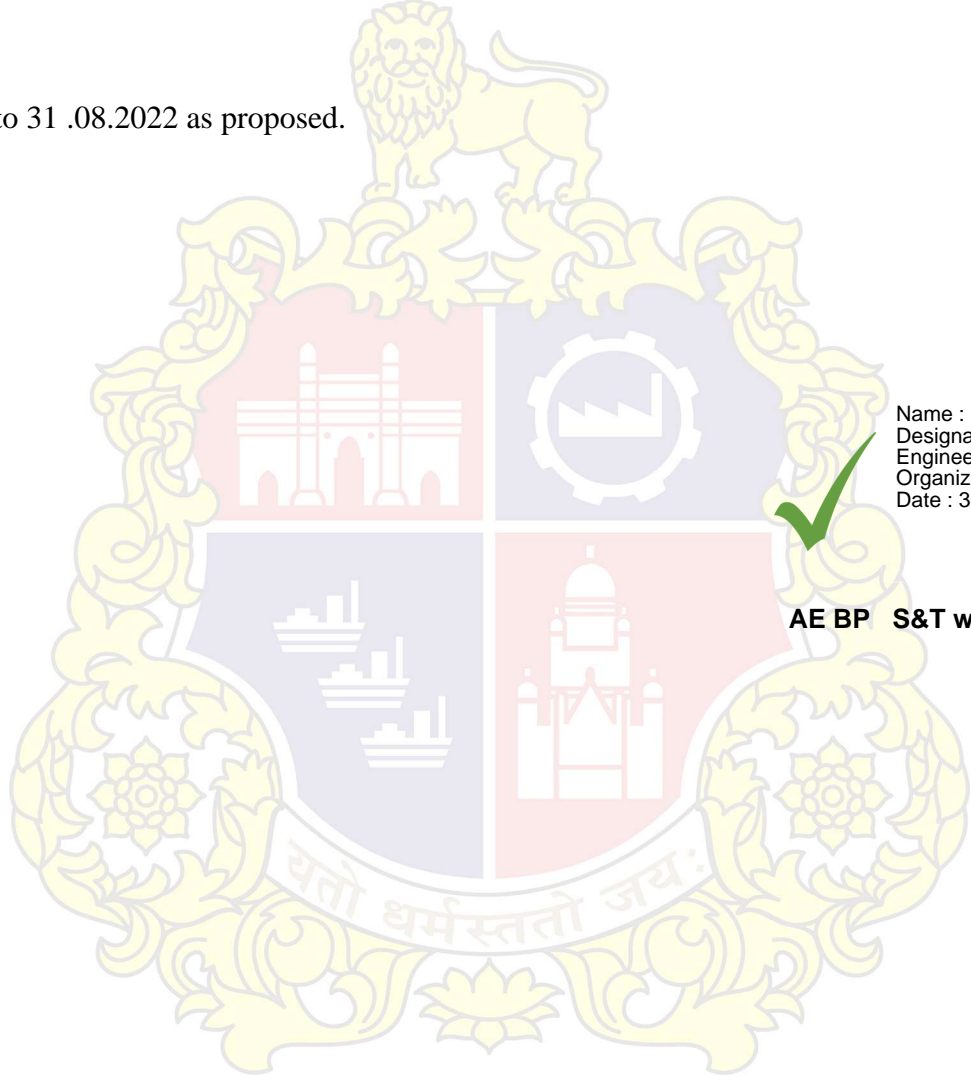 to 31 .08.2022 as proposed.
Name :
Designa
Enginee
Organiz
Date : 3
AE BP S&T w
यतो धर्मस्ततो जय: